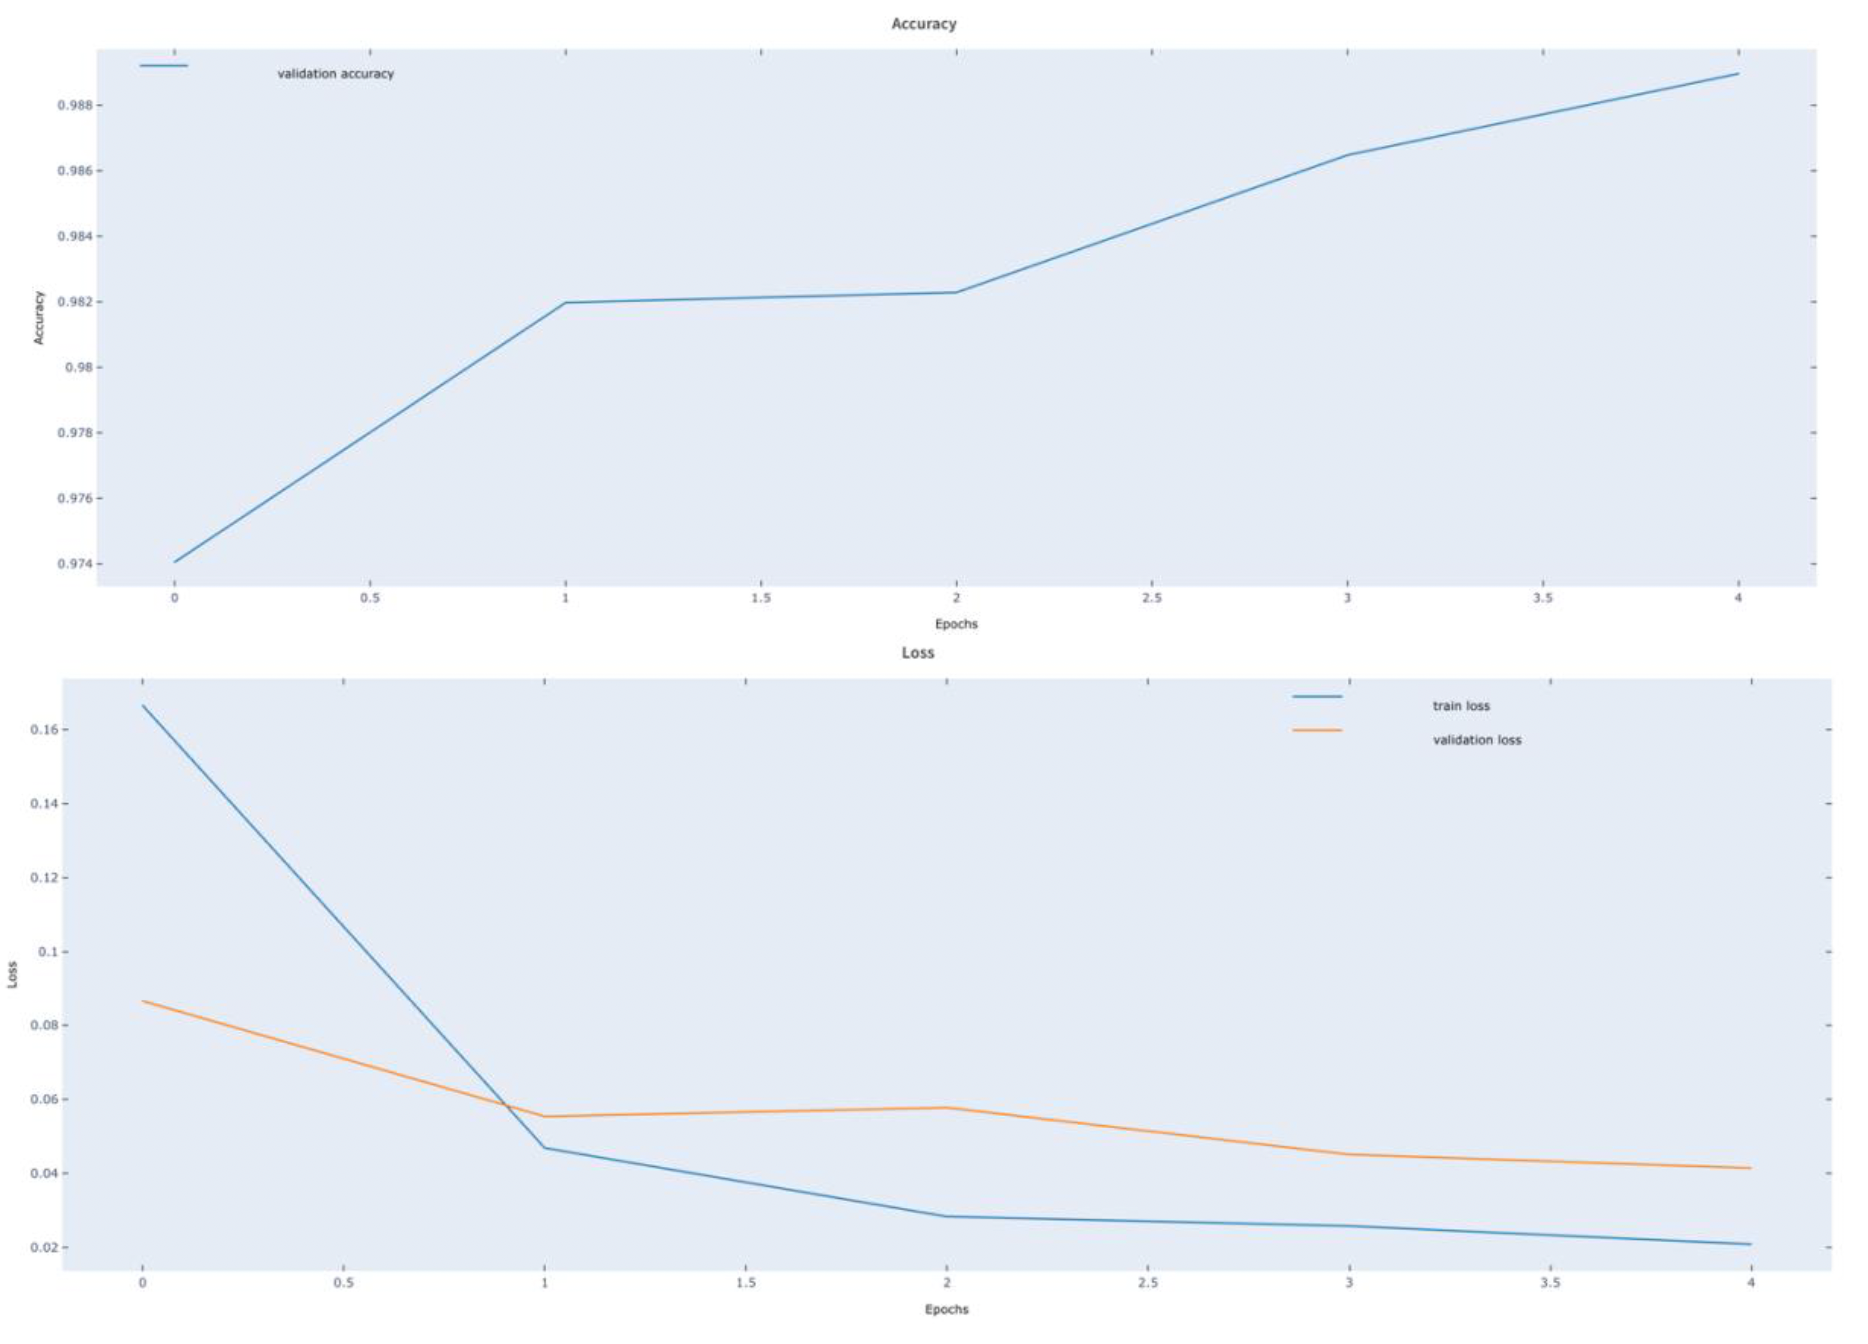 Accuracy
validation accuracy
0.988
0.986
0.984
0.982
0.98
0.978
0.976
0.974
Accuracy
0 0.5 1 1.5 2 2.5 3 3.5 4
Epochs
Loss
train loss
validation loss
0.16
0.14
0.12
0.1
0.08
0.06
0.04
0.02
Loss
0 0.5 1 1.5 2 2.5 3 3.5 4
Epochs